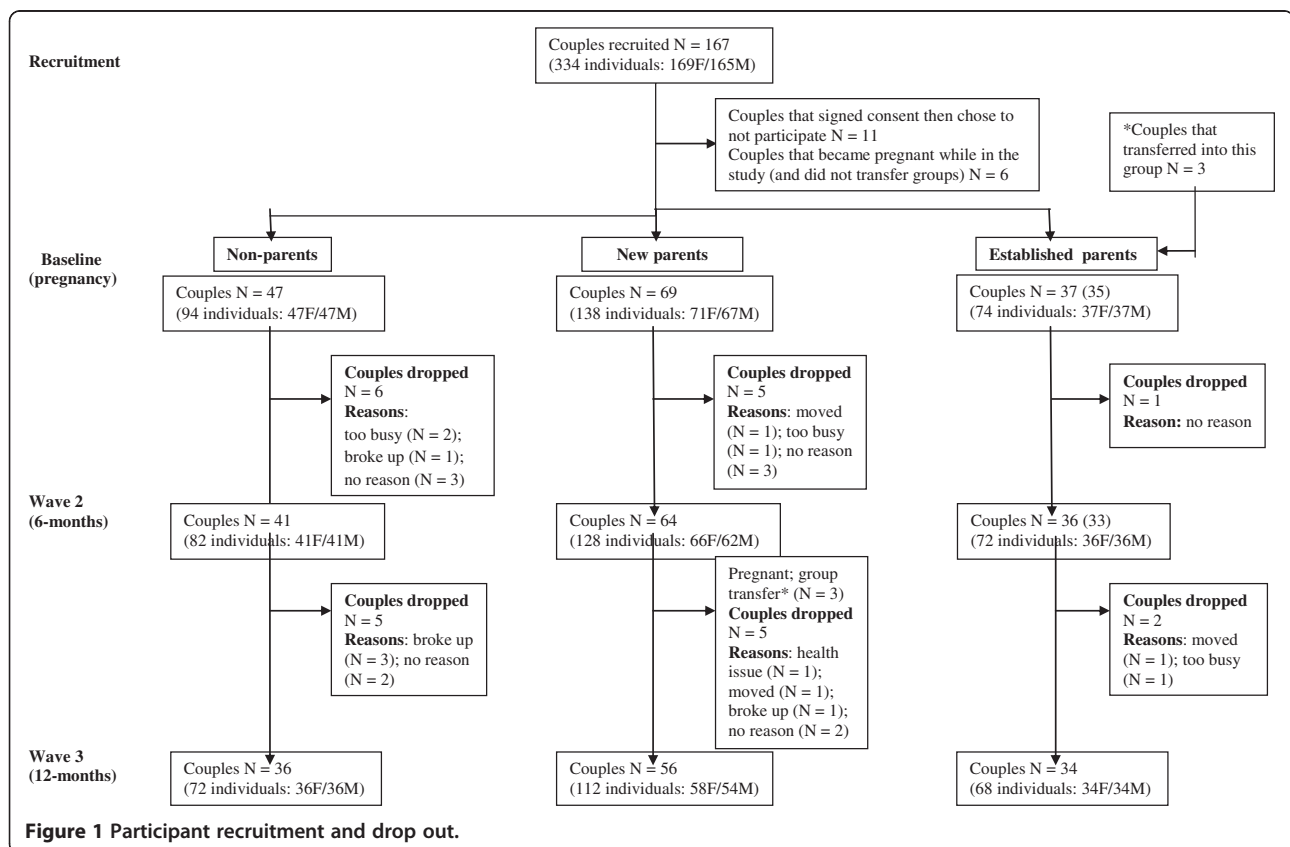 Recruitment
Couples recruited N = 167
(334 individuals: 169F/165M)
Couples that signed consent then chose to
not participate N = 11
Couples that became pregnant while in the
study (and did not transfer groups) N = 6
*Couples that
transferred into this
group N = 3
Baseline
(pregnancy)
Non-parents
New parents
Established parents
Couples N = 47
(94 individuals: 47F/47M)
Couples N = 69
(138 individuals: 71F/67M)
Couples N = 37 (35)
(74 individuals: 37F/37M)
Couples dropped
N = 6
Reasons:
too busy (N = 2);
broke up (N = 1);
no reason (N = 3)
Couples dropped
N = 5
Reasons: moved
(N = 1); too busy
(N = 1); no reason
(N = 3)
Couples dropped
N = 1
Reason: no reason
Wave 2
(6-months)
Couples N = 41
(82 individuals: 41F/41M)
Couples N = 64
(128 individuals: 66F/62M)
Couples N = 36 (33)
(72 individuals: 36F/36M)
Couples dropped
N = 5
Reasons: broke up
(N = 3); no reason
(N = 2)
Pregnant; group
transfer* (N = 3)
Couples dropped
N = 5
Reasons: health
issue (N = 1);
moved (N = 1);
broke up (N = 1);
no reason (N = 2)
Couples dropped
N = 2
Reasons: moved
(N = 1); too busy
(N = 1)
Wave 3
(12-months)
Couples N = 36
(72 individuals: 36F/36M)
Couples N = 56
(112 individuals: 58F/54M)
Couples N = 34
(68 individuals: 34F/34M)
Figure 1 Participant recruitment and drop out.